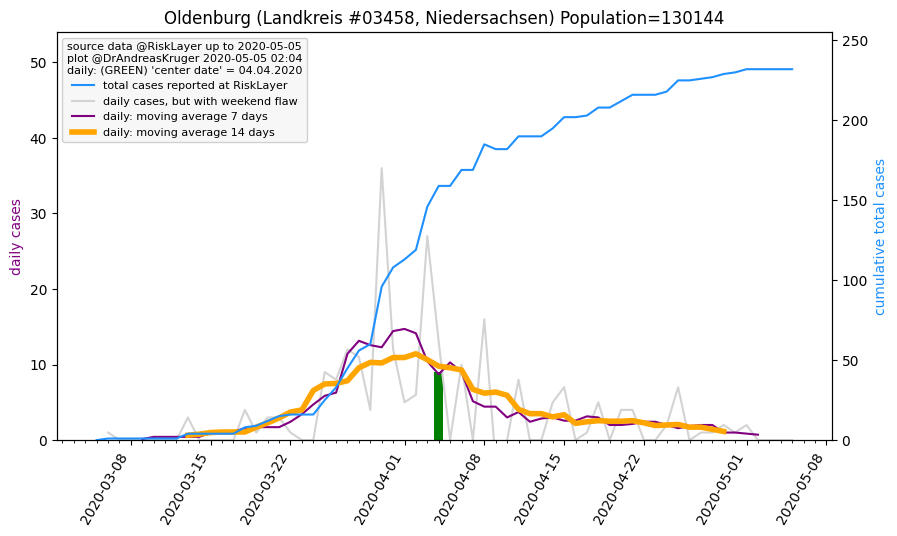 Oldenburg (Landkreis #03458, Niedersachsen) Population=130144
source data @RiskLayer up to 2020-05-05
plot @DrAndreasKruger 2020-05-05 02:04
daily: (GREEN) 'center date' = 04.04.2020
total cases reported at RiskLayer
daily cases, but with weekend flaw
daily: moving average 7 days
daily: moving average 14 days
daily cases
50
40
30
20
10
0
cumulative total cases
250
200
150
100
50
0
2020-03-08
2020-03-15
2020-03-22
2020-04-01
2020-04-08
2020-04-15
2020-04-22
2020-05-01
2020-05-08